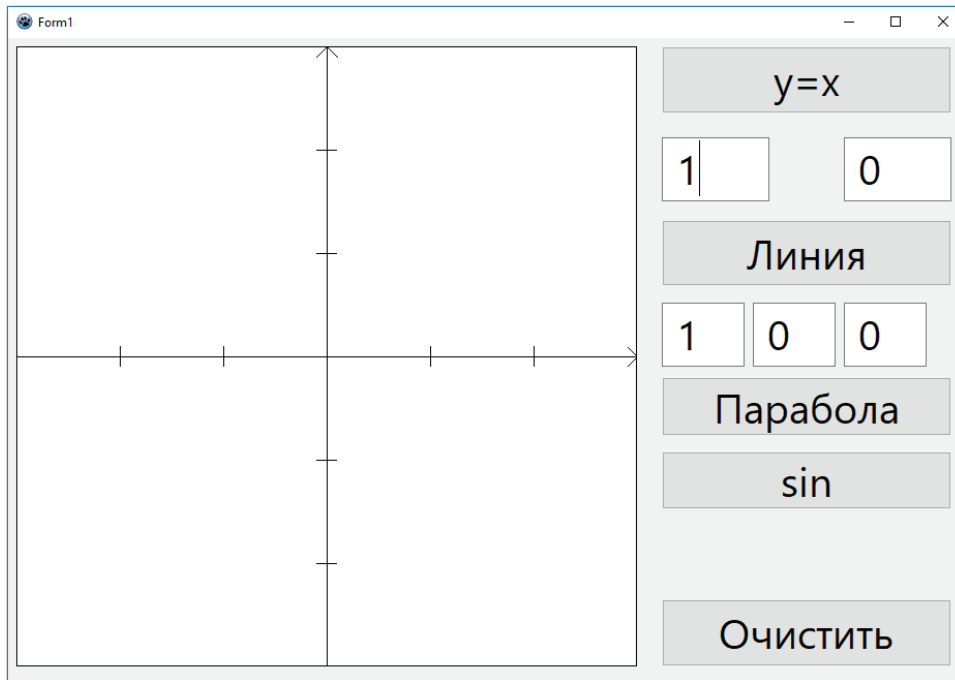 Form1
y=x
1 0
Линия
1 0 0
Парабола
sin
Очистить